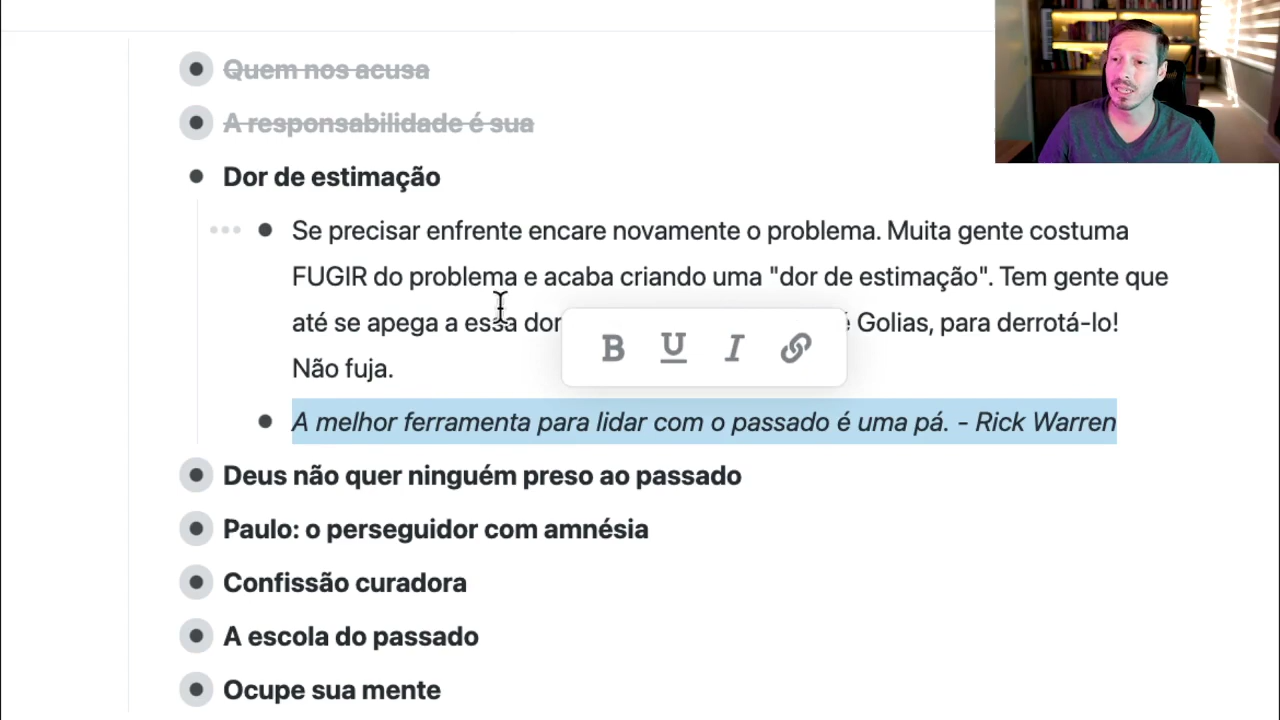 Quem nos acusa
A responsabilidade é sua
Dor de estimação
Se precisar enfrente encare novamente o problema. Muita gente costuma
FUGIR do problema e acaba criando uma "dor de estimação". Tem gente que
até se apega a essa dor Golias, para derrotá-lo!
Não fuja.
B U I
A melhor ferramenta para lidar com o passado é uma pá. - Rick Warren
Deus não quer ninguém preso ao passado
Paulo: o perseguidor com amnésia
Confissão curadora
A escola do passado
Ocupe sua mente